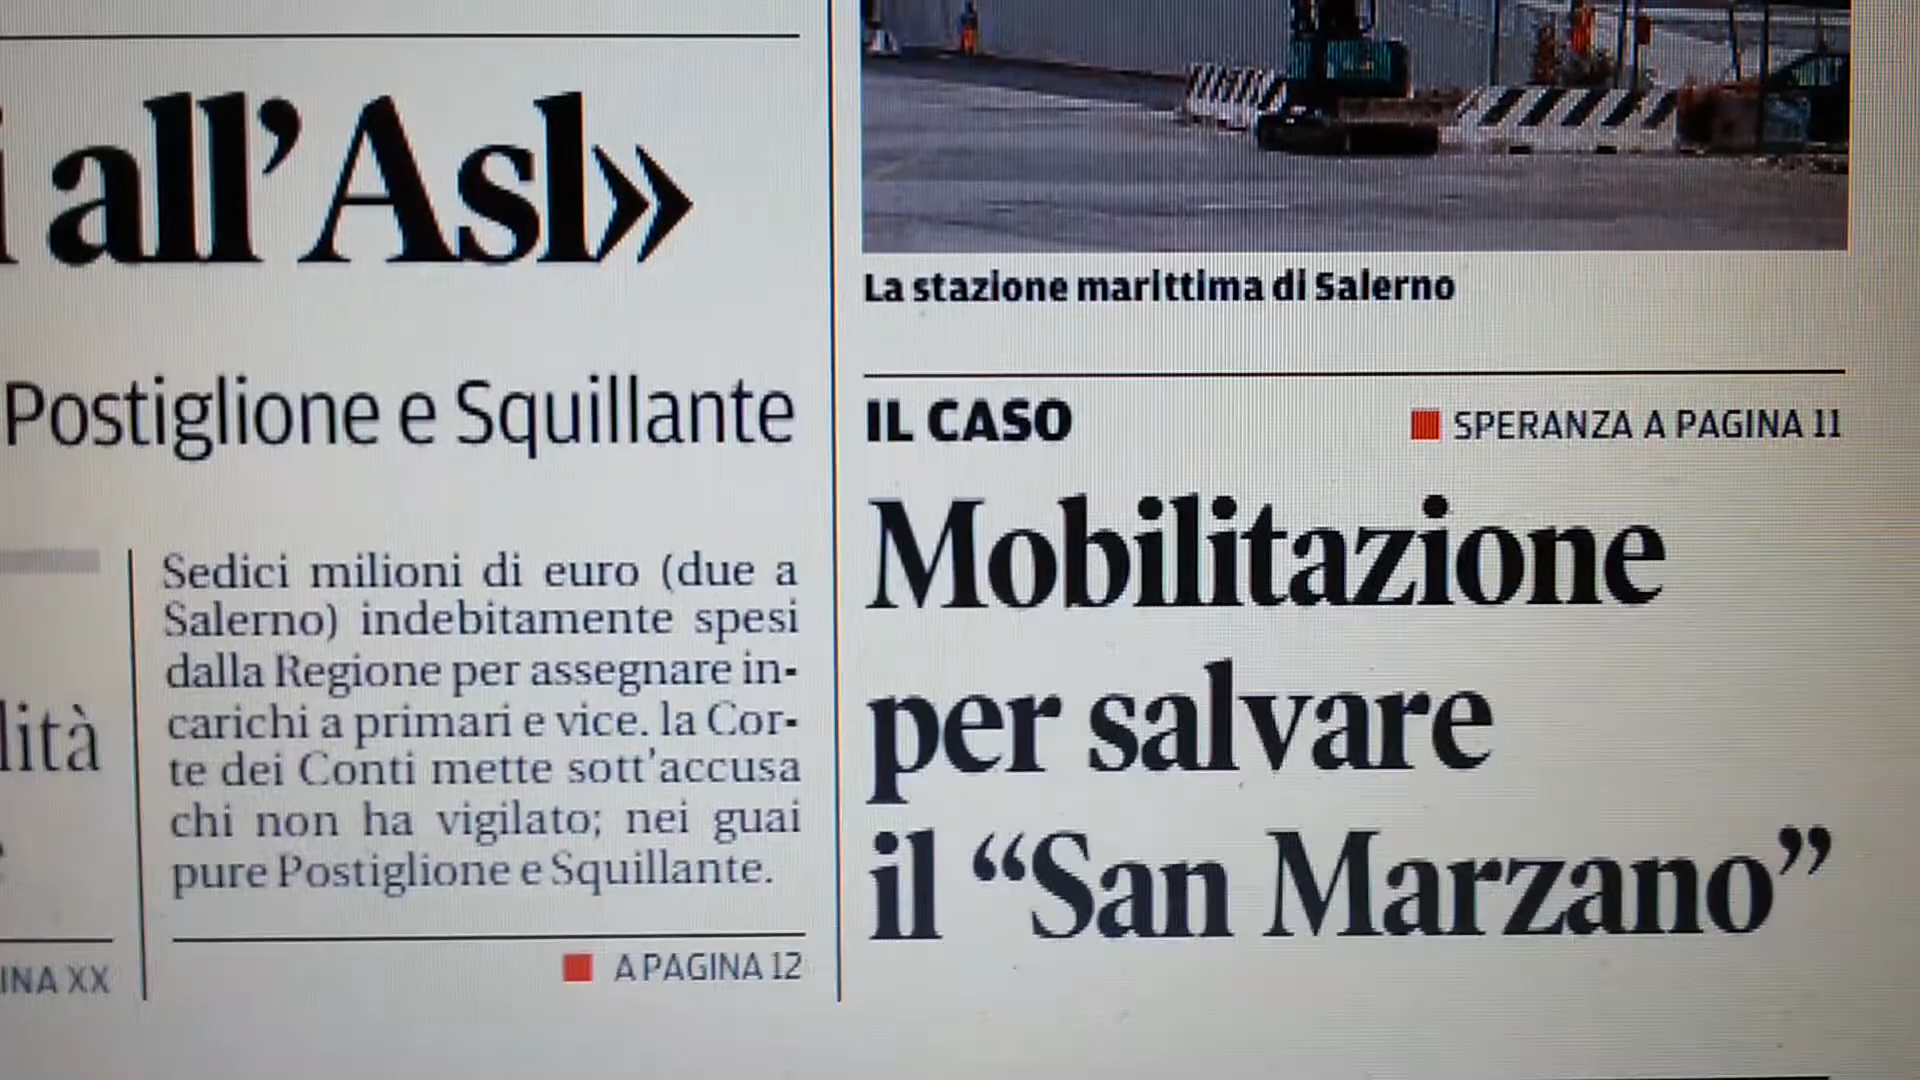 all'Asl»
Postiglione e Squillante
lità
INA XX
Sedici milioni di euro (due a
Salerno) indebitamente spesi
dalla Regione per assegnare in-
carichi a primari e vice. la Cor-
te dei Conti mette sott'accusa
chi non ha vigilato; nei guai
pure Postiglione e Squillante.
A PAGINA 12
La stazione marittima di Salerno
IL CASO
SPERANZA A PAGINA 11
Mobilitazione
per salvare
il “San Marzano”